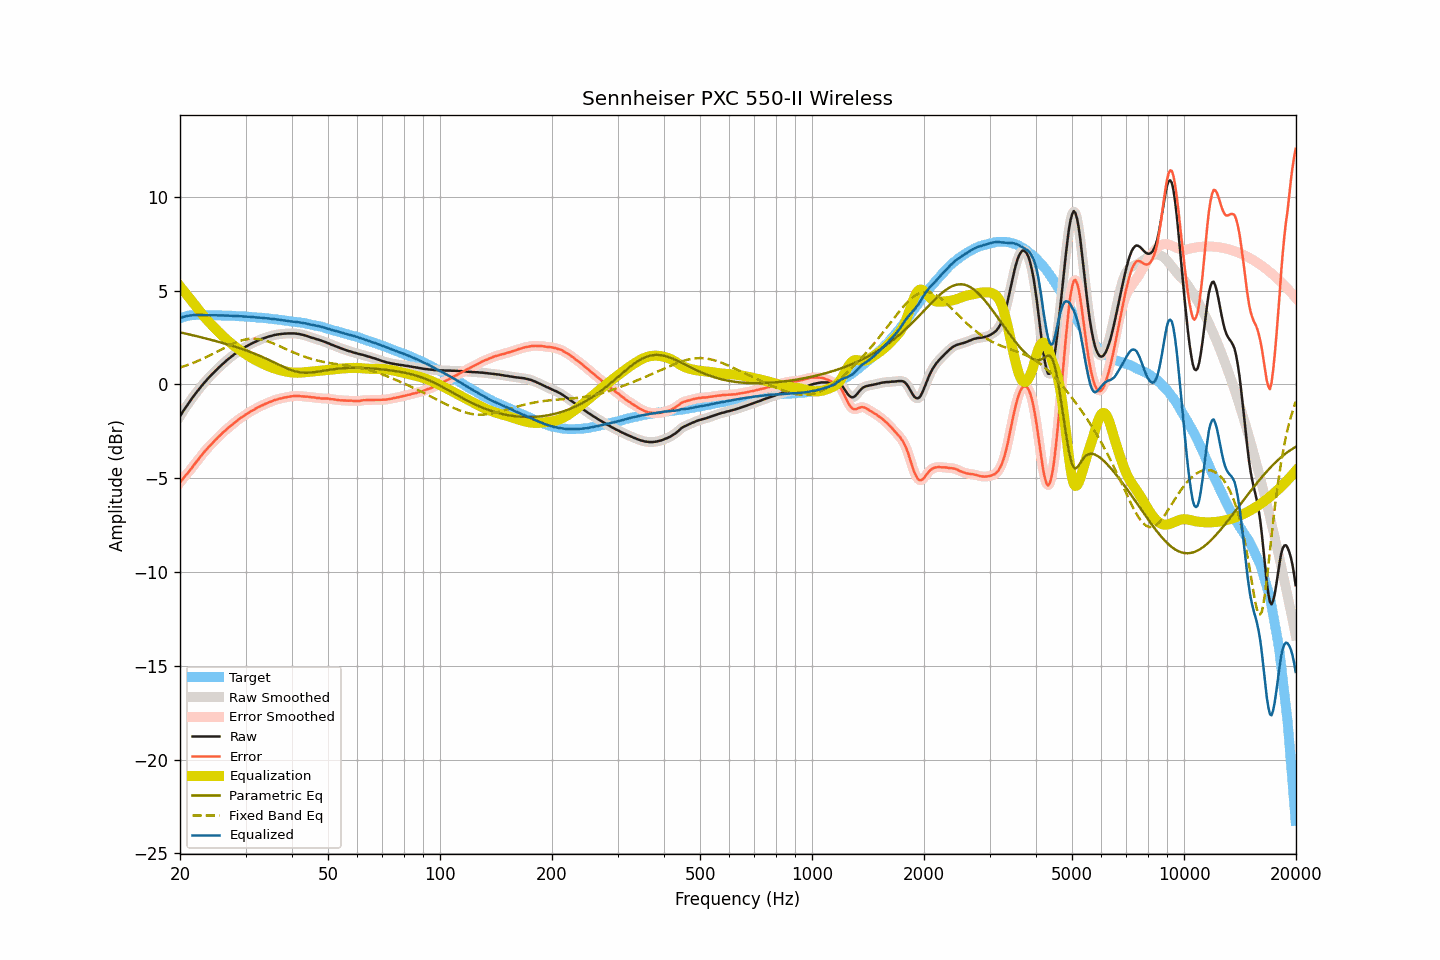 Sennheiser PXC 550-II Wireless
Amplitude (dBr)
10
5
0
−5
−10
−15
−20
−25
Target
Raw Smoothed
Error Smoothed
Raw
Error
Equalization
Parametric Eq
Fixed Band Eq
Equalized
20 50 100 200 500 1000 2000 5000 10000 20000
Frequency (Hz)